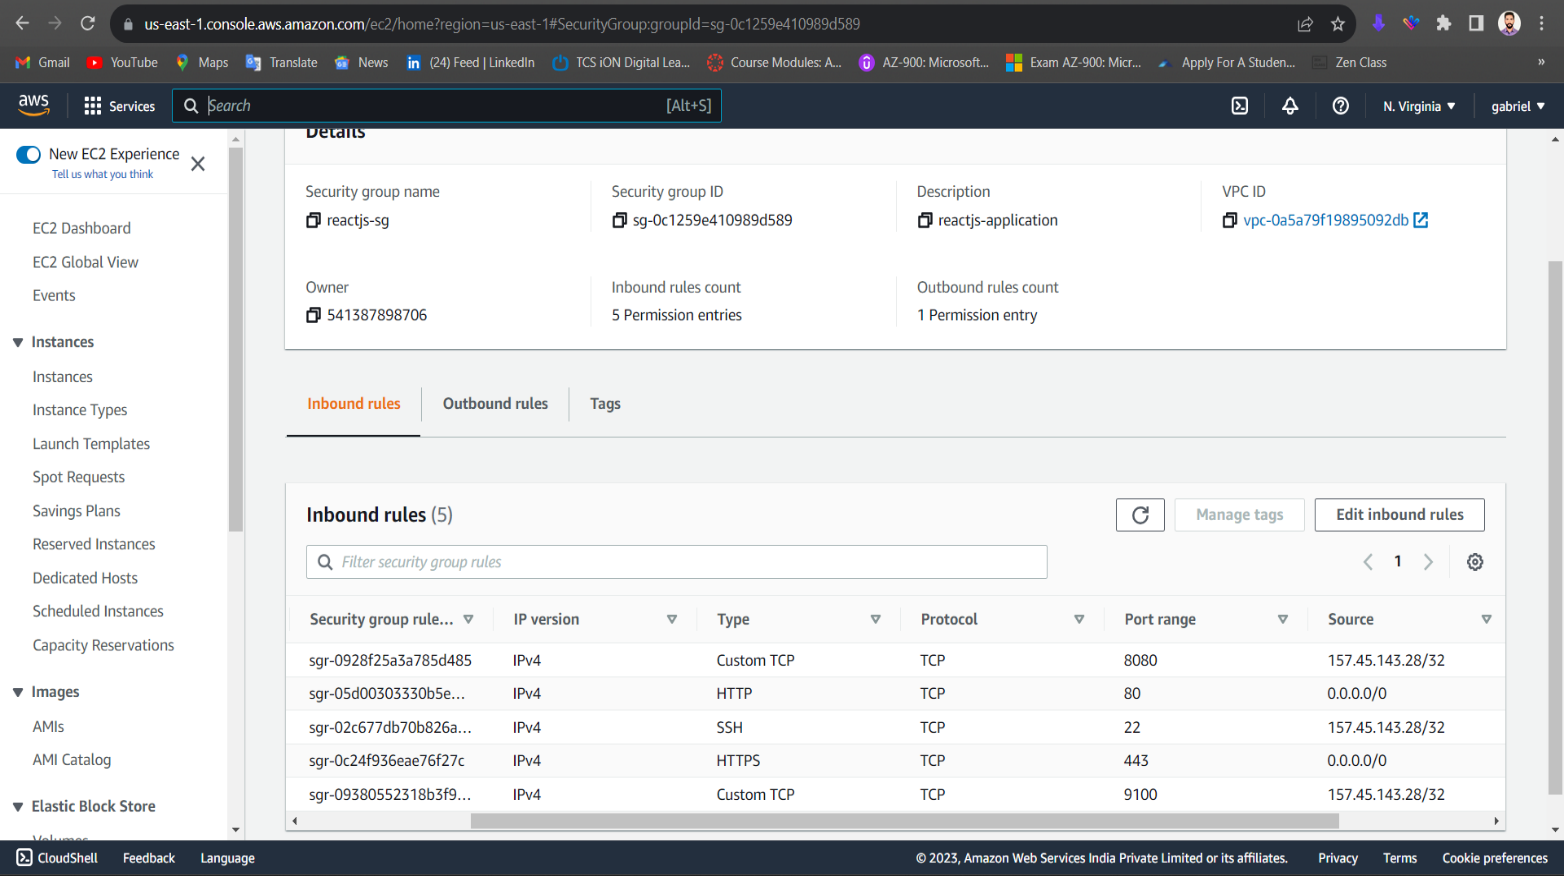 us-east-1.console.aws.amazon.com/ec2/home?region=us-east-1#SecurityGroup:groupId=sg-0c1259e410989d589
Gmail YouTube Maps Translate News (24) Feed | LinkedIn TCS iON Digital Lea... Course Modules: A... AZ-900: Microsoft... Exam AZ-900: Micr... Apply For A Studen... Zen Class »
aws Services Search [Alt+S] N. Virginia gabriel
New EC2 Experience
Tell us what you think
EC2 Dashboard
EC2 Global View
Events
Instances
Instances
Instance Types
Launch Templates
Spot Requests
Savings Plans
Reserved Instances
Dedicated Hosts
Scheduled Instances
Capacity Reservations
Images
AMIs
AMI Catalog
Elastic Block Store
Volumes
Details
Security group name Security group ID Description VPC ID
reactjs-sg sg-0c1259e410989d589 reactjs-application vpc-0a5a79f19895092db
Owner Inbound rules count Outbound rules count
541387898706 5 Permission entries 1 Permission entry
Inbound rules Outbound rules Tags
Inbound rules (5) Manage tags Edit inbound rules
Filter security group rules 1
Security group rule... IP version Type Protocol Port range Source
sgr-0928f25a3a785d485 IPv4 Custom TCP TCP 8080 157.45.143.28/32
sgr-05d00303330b5e... IPv4 HTTP TCP 80 0.0.0.0/0
sgr-02c677db70b826a... IPv4 SSH TCP 22 157.45.143.28/32
sgr-0c24f936eae76f27c IPv4 HTTPS TCP 443 0.0.0.0/0
sgr-09380552318b3f9... IPv4 Custom TCP TCP 9100 157.45.143.28/32
CloudShell Feedback Language © 2023, Amazon Web Services India Private Limited or its affiliates. Privacy Terms Cookie preferences